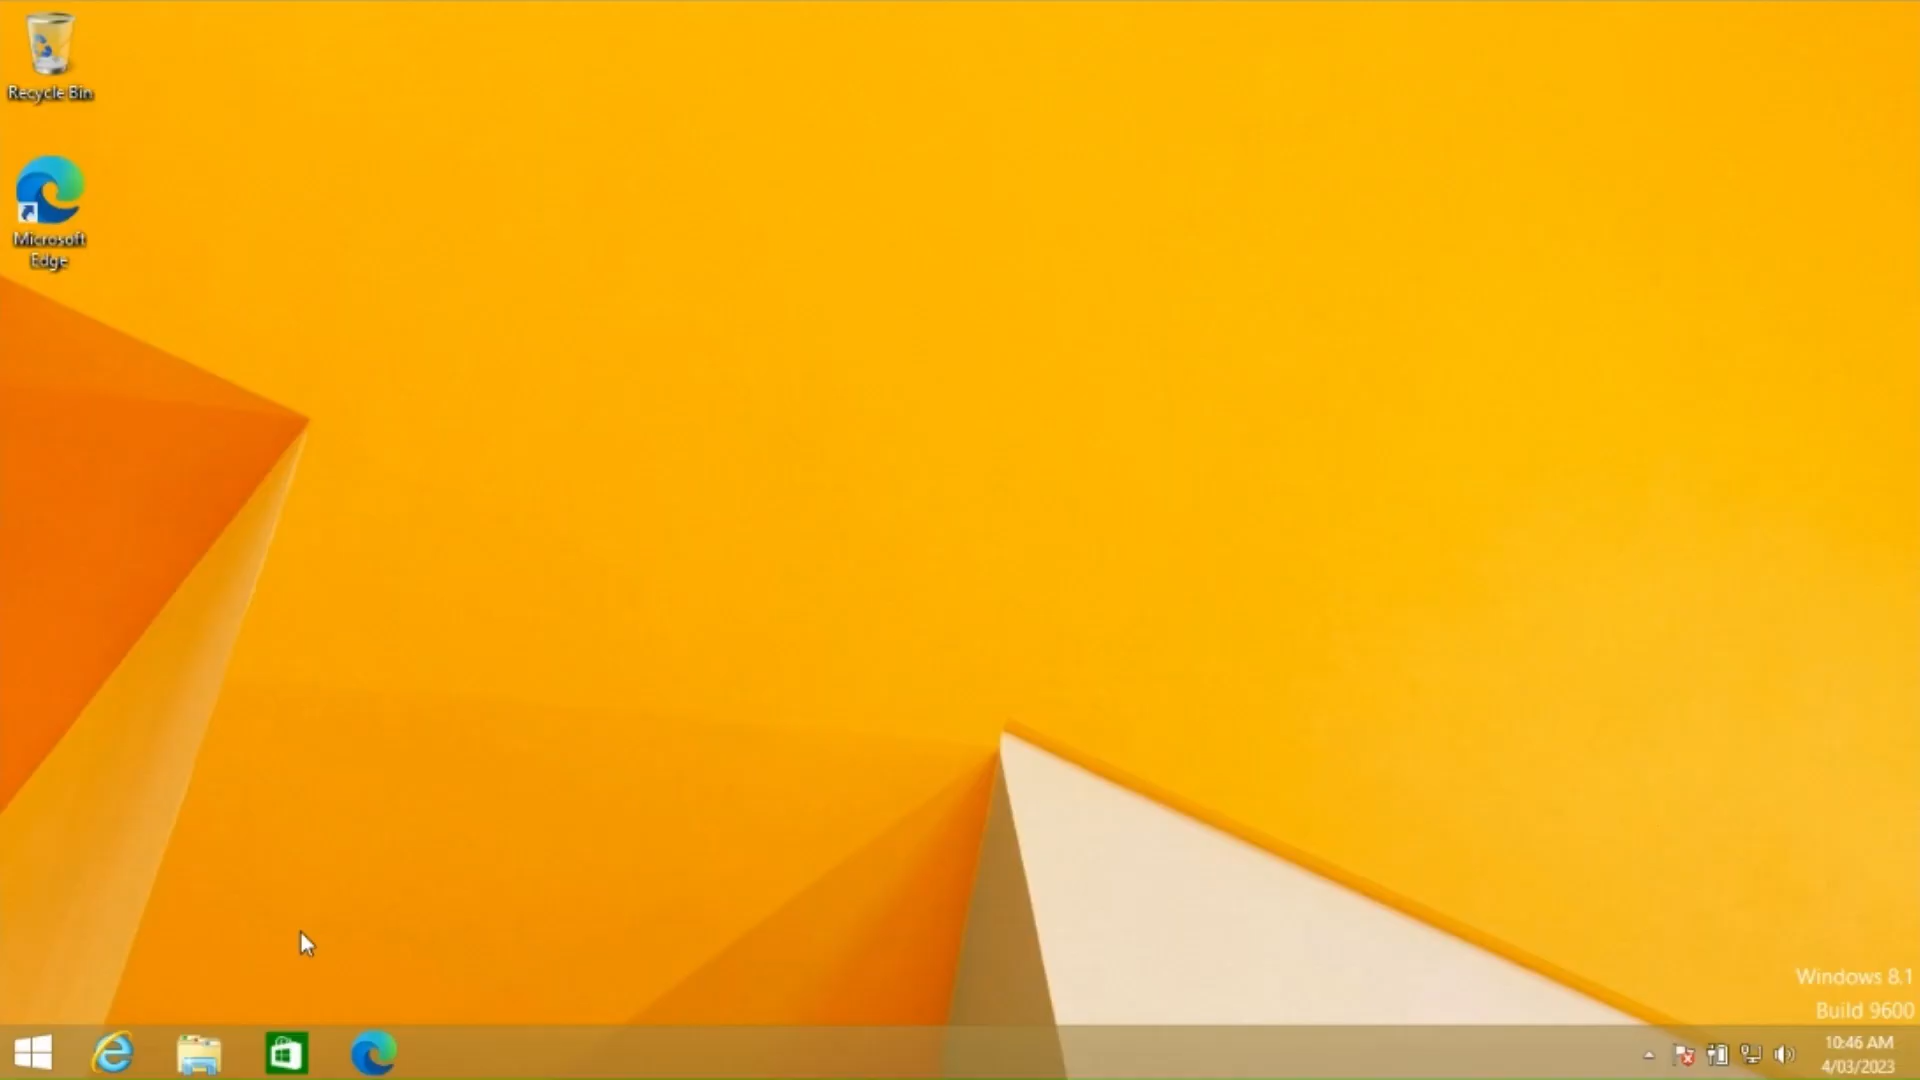 Recycle Bin
Microsoft
Edge
Windows 8.1
Build 9600
10:46 AM
4/03/2023